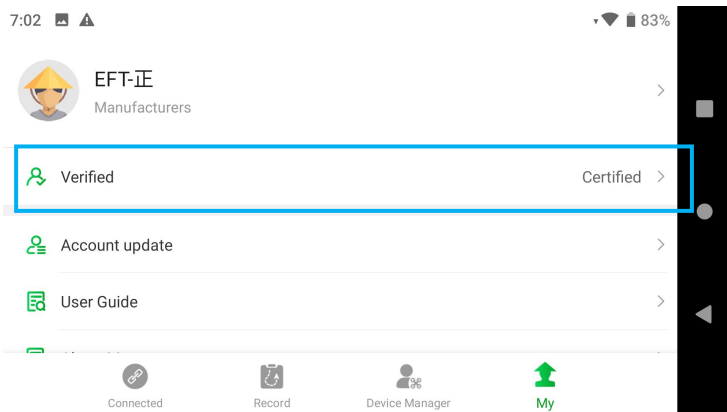 7:02
83%
EFT-正
Manufacturers
Verified
Certified
Account update
User Guide
Connected
Record
Device Manager
My